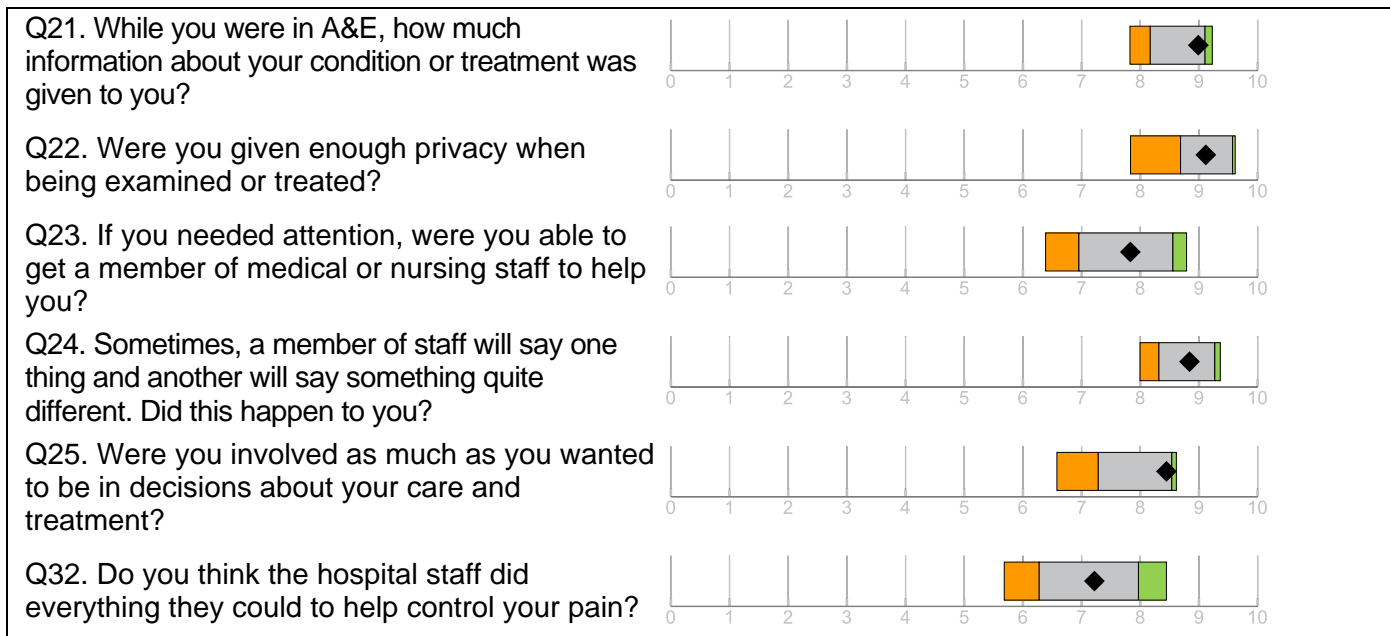 Q21. While you were in A&E, how much
information about your condition or treatment was
given to you?
0 1 2 3 4 5 6 7 8 9 10
Q22. Were you given enough privacy when
being examined or treated?
0 1 2 3 4 5 6 7 8 9 10
Q23. If you needed attention, were you able to
get a member of medical or nursing staff to help
you?
0 1 2 3 4 5 6 7 8 9 10
Q24. Sometimes, a member of staff will say one
thing and another will say something quite
different. Did this happen to you?
0 1 2 3 4 5 6 7 8 9 10
Q25. Were you involved as much as you wanted
to be in decisions about your care and
treatment?
0 1 2 3 4 5 6 7 8 9 10
Q32. Do you think the hospital staff did
everything they could to help control your pain?
0 1 2 3 4 5 6 7 8 9 10